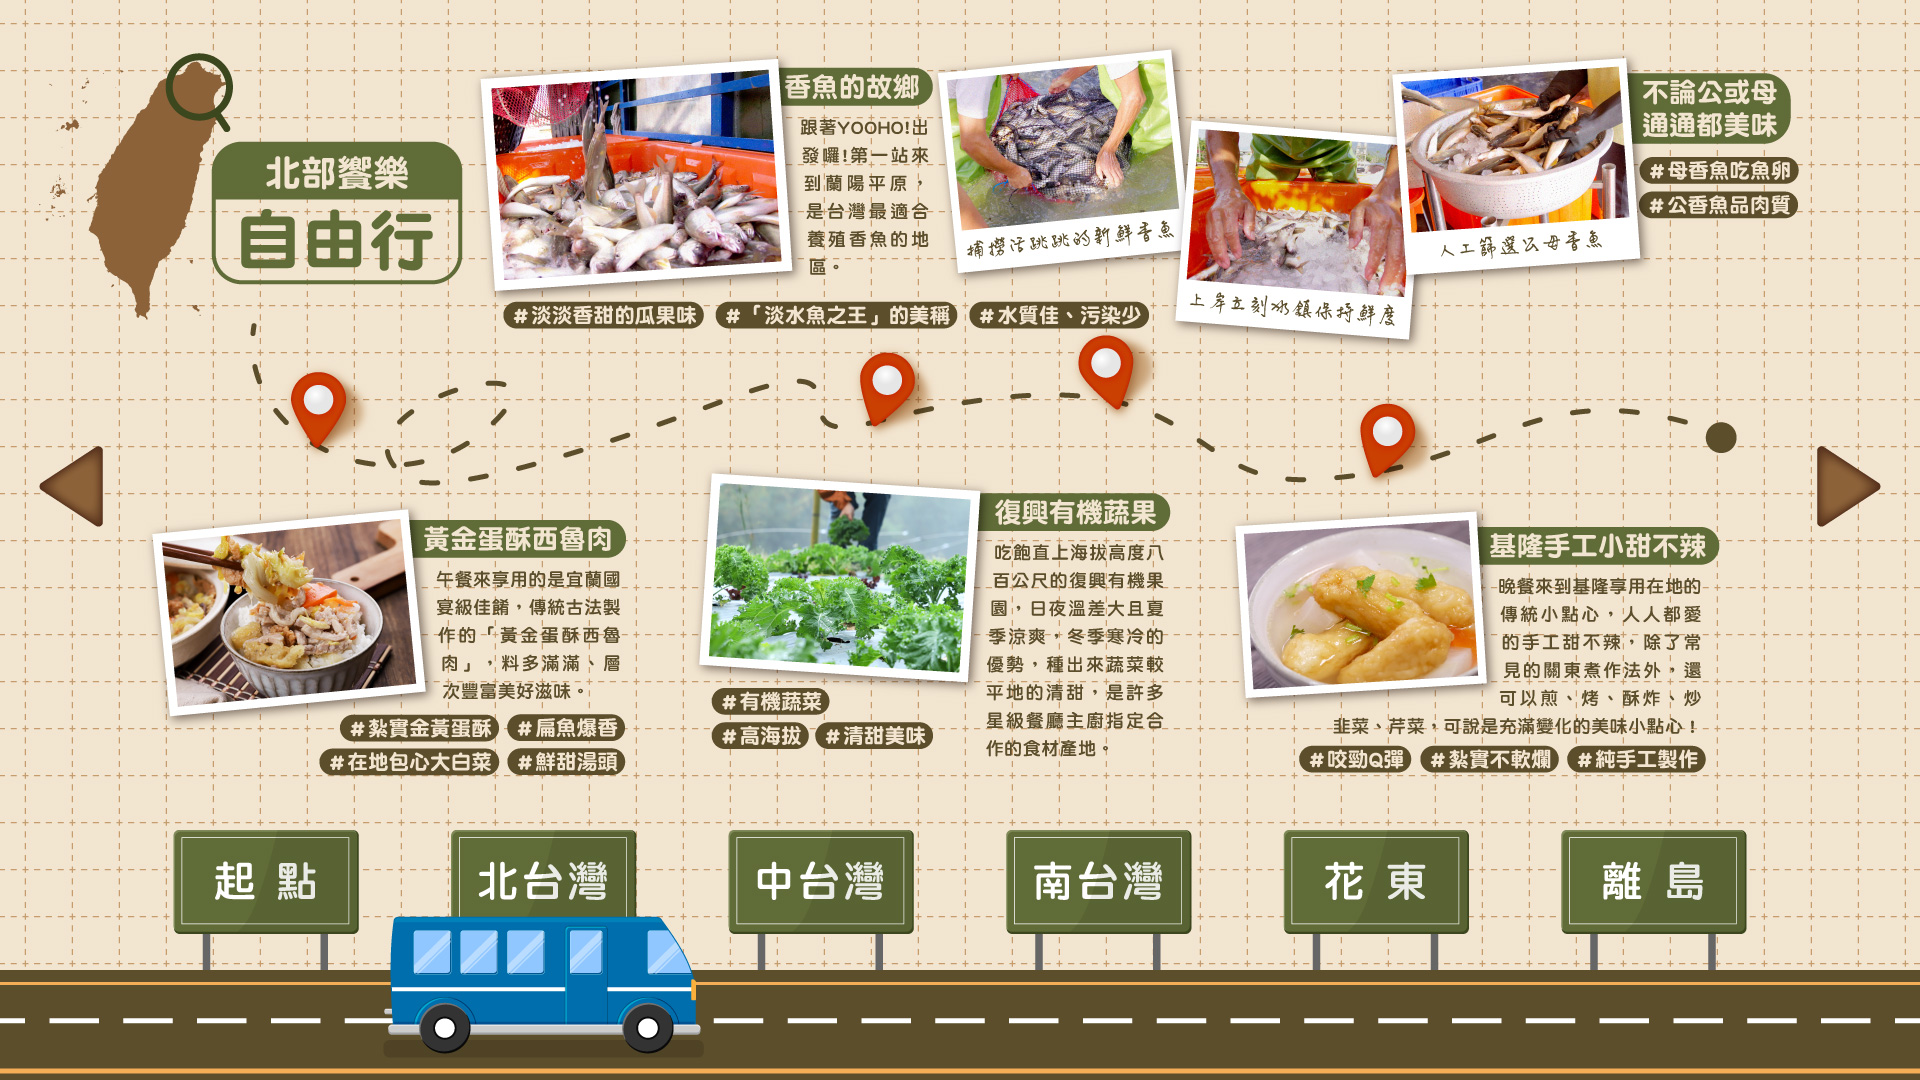 北部饗樂
自由行
香魚的故鄉
跟著YOOHO!出
發囉!第一站來
到蘭陽平原，
是台灣最適合
養殖香魚的地
區。
#淡淡香甜的瓜果味
#「淡水魚之王」的美稱
#水質佳、污染少
捕撈活跳跳的新鮮香魚
上岸立刻冰鎮保持鮮度
人工篩選公母香魚
不論公或母
通通都美味
#母香魚吃魚卵
#公香魚品肉質
黃金蛋酥西魯肉
午餐來享用的是宜蘭國
宴級佳餚，傳統古法製
作的「黃金蛋酥西魯
肉」，料多滿滿、層
次豐富美好滋味。
#紮實金黃蛋酥
#扁魚爆香
#在地包心大白菜
#鮮甜湯頭
復興有機蔬果
吃飽直上海拔高度八
百公尺的復興有機果
園，日夜溫差大且夏
季涼爽，冬季寒冷的
優勢，種出來蔬菜較
平地的清甜，是許多
星級餐廳主廚指定合
作的食材產地。
#有機蔬菜
#高海拔
#清甜美味
基隆手工小甜不辣
晚餐來到基隆享用在地的
傳統小點心，人人都愛
的手工甜不辣，除了常
見的關東煮作法外，還
可以煎、烤、酥炸、炒
韭菜、芹菜，可說是充滿變化的美味小點心！
#咬勁Q彈
#紮實不軟爛
#純手工製作
起點
北台灣
中台灣
南台灣
花東
離島